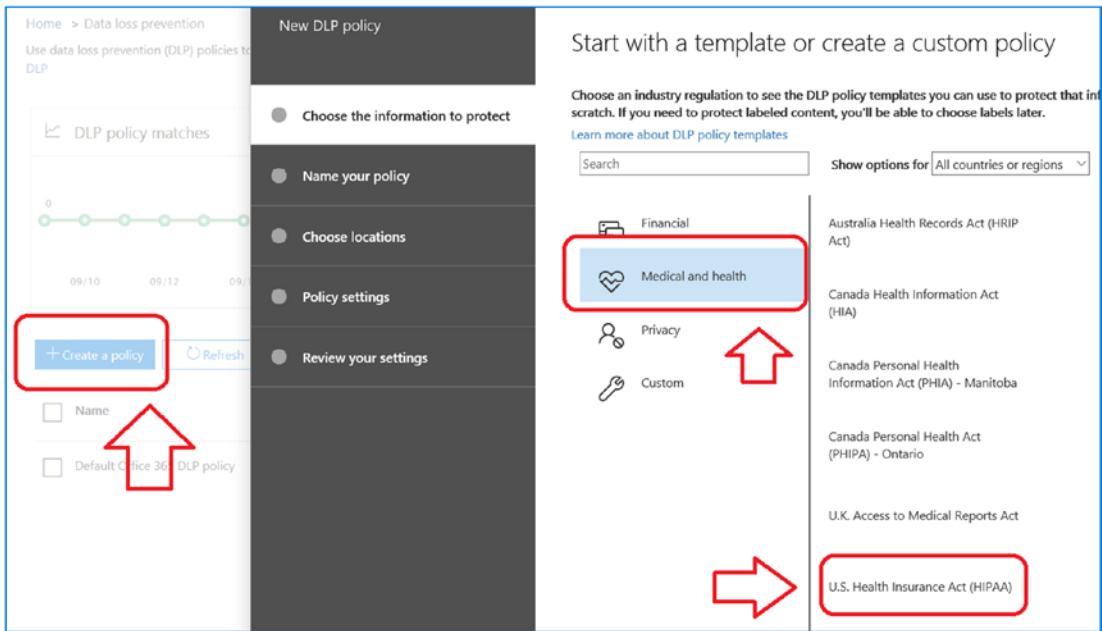 Home > Data loss prevention
Use data loss prevention (DLP) policies to
DLP
DLP policy matches
0
09/10 09/12 09/1
+ Create a policy
Refresh
Name
Default Office 365 DLP policy
New DLP policy
Choose the information to protect
Name your policy
Choose locations
Policy settings
Review your settings
Start with a template or create a custom policy
Choose an industry regulation to see the DLP policy templates you can use to protect that inf
scratch. If you need to protect labeled content, you'll be able to choose labels later.
Learn more about DLP policy templates
Search
Show options for All countries or regions
Financial
Medical and health
Privacy
Custom
Australia Health Records Act (HRIP
Act)
Canada Health Information Act
(HIA)
Canada Personal Health
Information Act (PHIA) - Manitoba
Canada Personal Health Act
(PHIPA) - Ontario
U.K. Access to Medical Reports Act
U.S. Health Insurance Act (HIPAA)